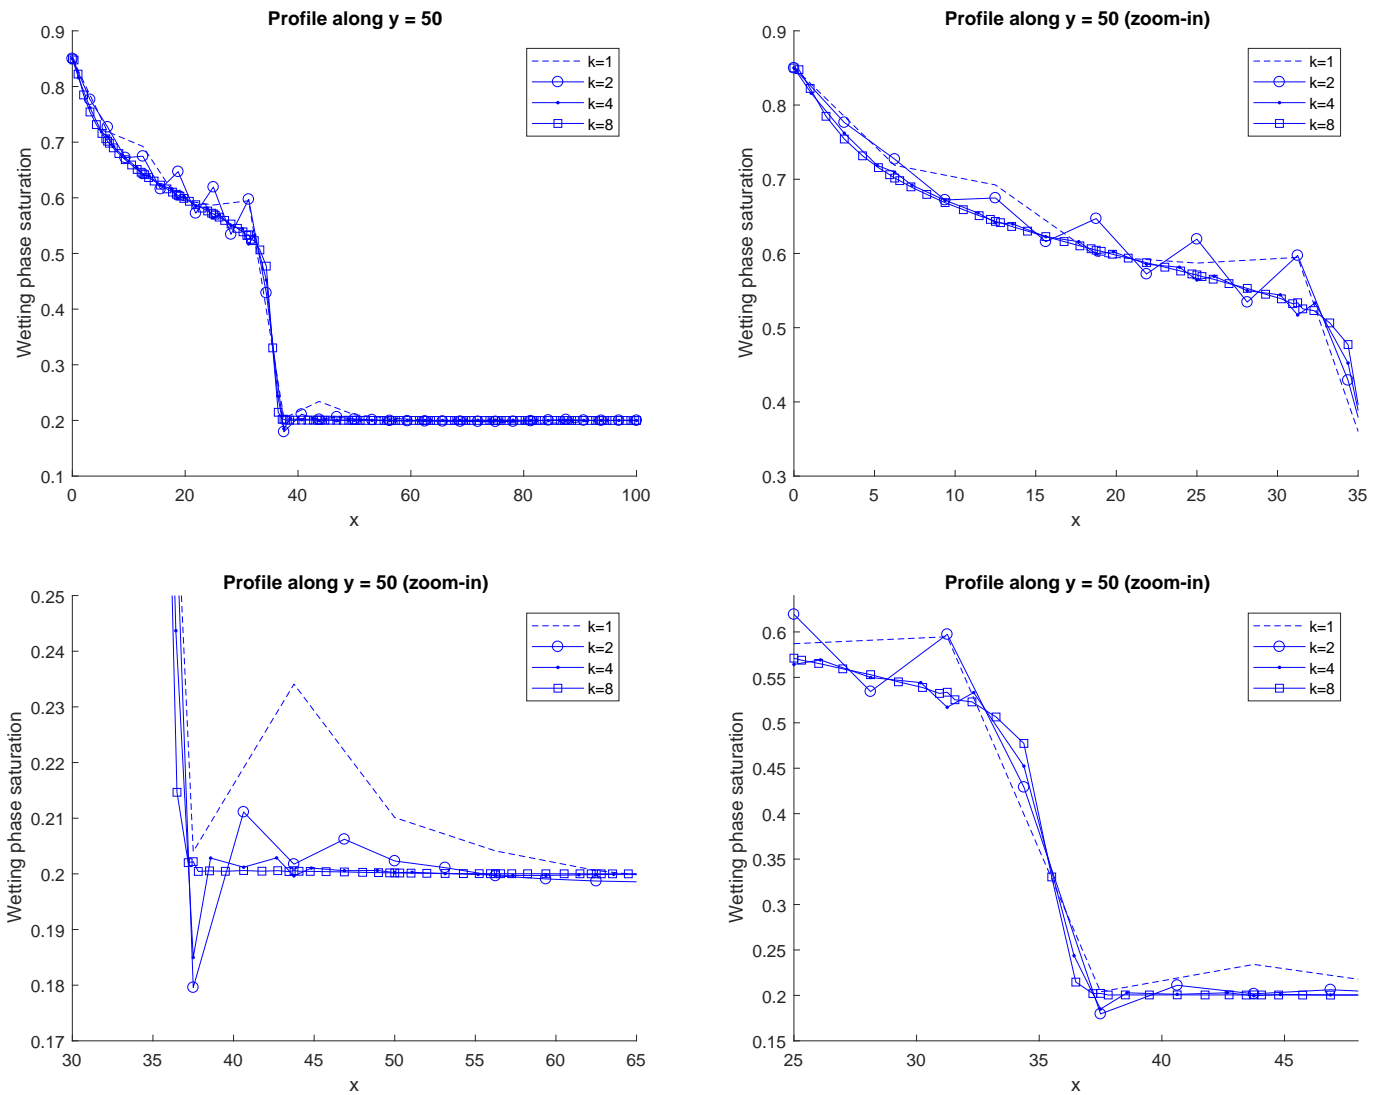 Profile along y = 50
0.9
0.8
0.7
0.6
0.5
0.4
0.3
0.2
0.1
Wetting phase saturation
0
20
40
60
80
100
x
k=1
k=2
k=4
k=8
Profile along y = 50 (zoom-in)
0.9
0.8
0.7
0.6
0.5
0.4
0.3
Wetting phase saturation
0
5
10
15
20
25
30
35
x
k=1
k=2
k=4
k=8
Profile along y = 50 (zoom-in)
0.25
0.24
0.23
0.22
0.21
0.2
0.19
0.18
0.17
Wetting phase saturation
30
35
40
45
50
55
60
65
x
k=1
k=2
k=4
k=8
Profile along y = 50 (zoom-in)
0.6
0.55
0.5
0.45
0.4
0.35
0.3
0.25
0.2
0.15
Wetting phase saturation
25
30
35
40
45
x
k=1
k=2
k=4
k=8